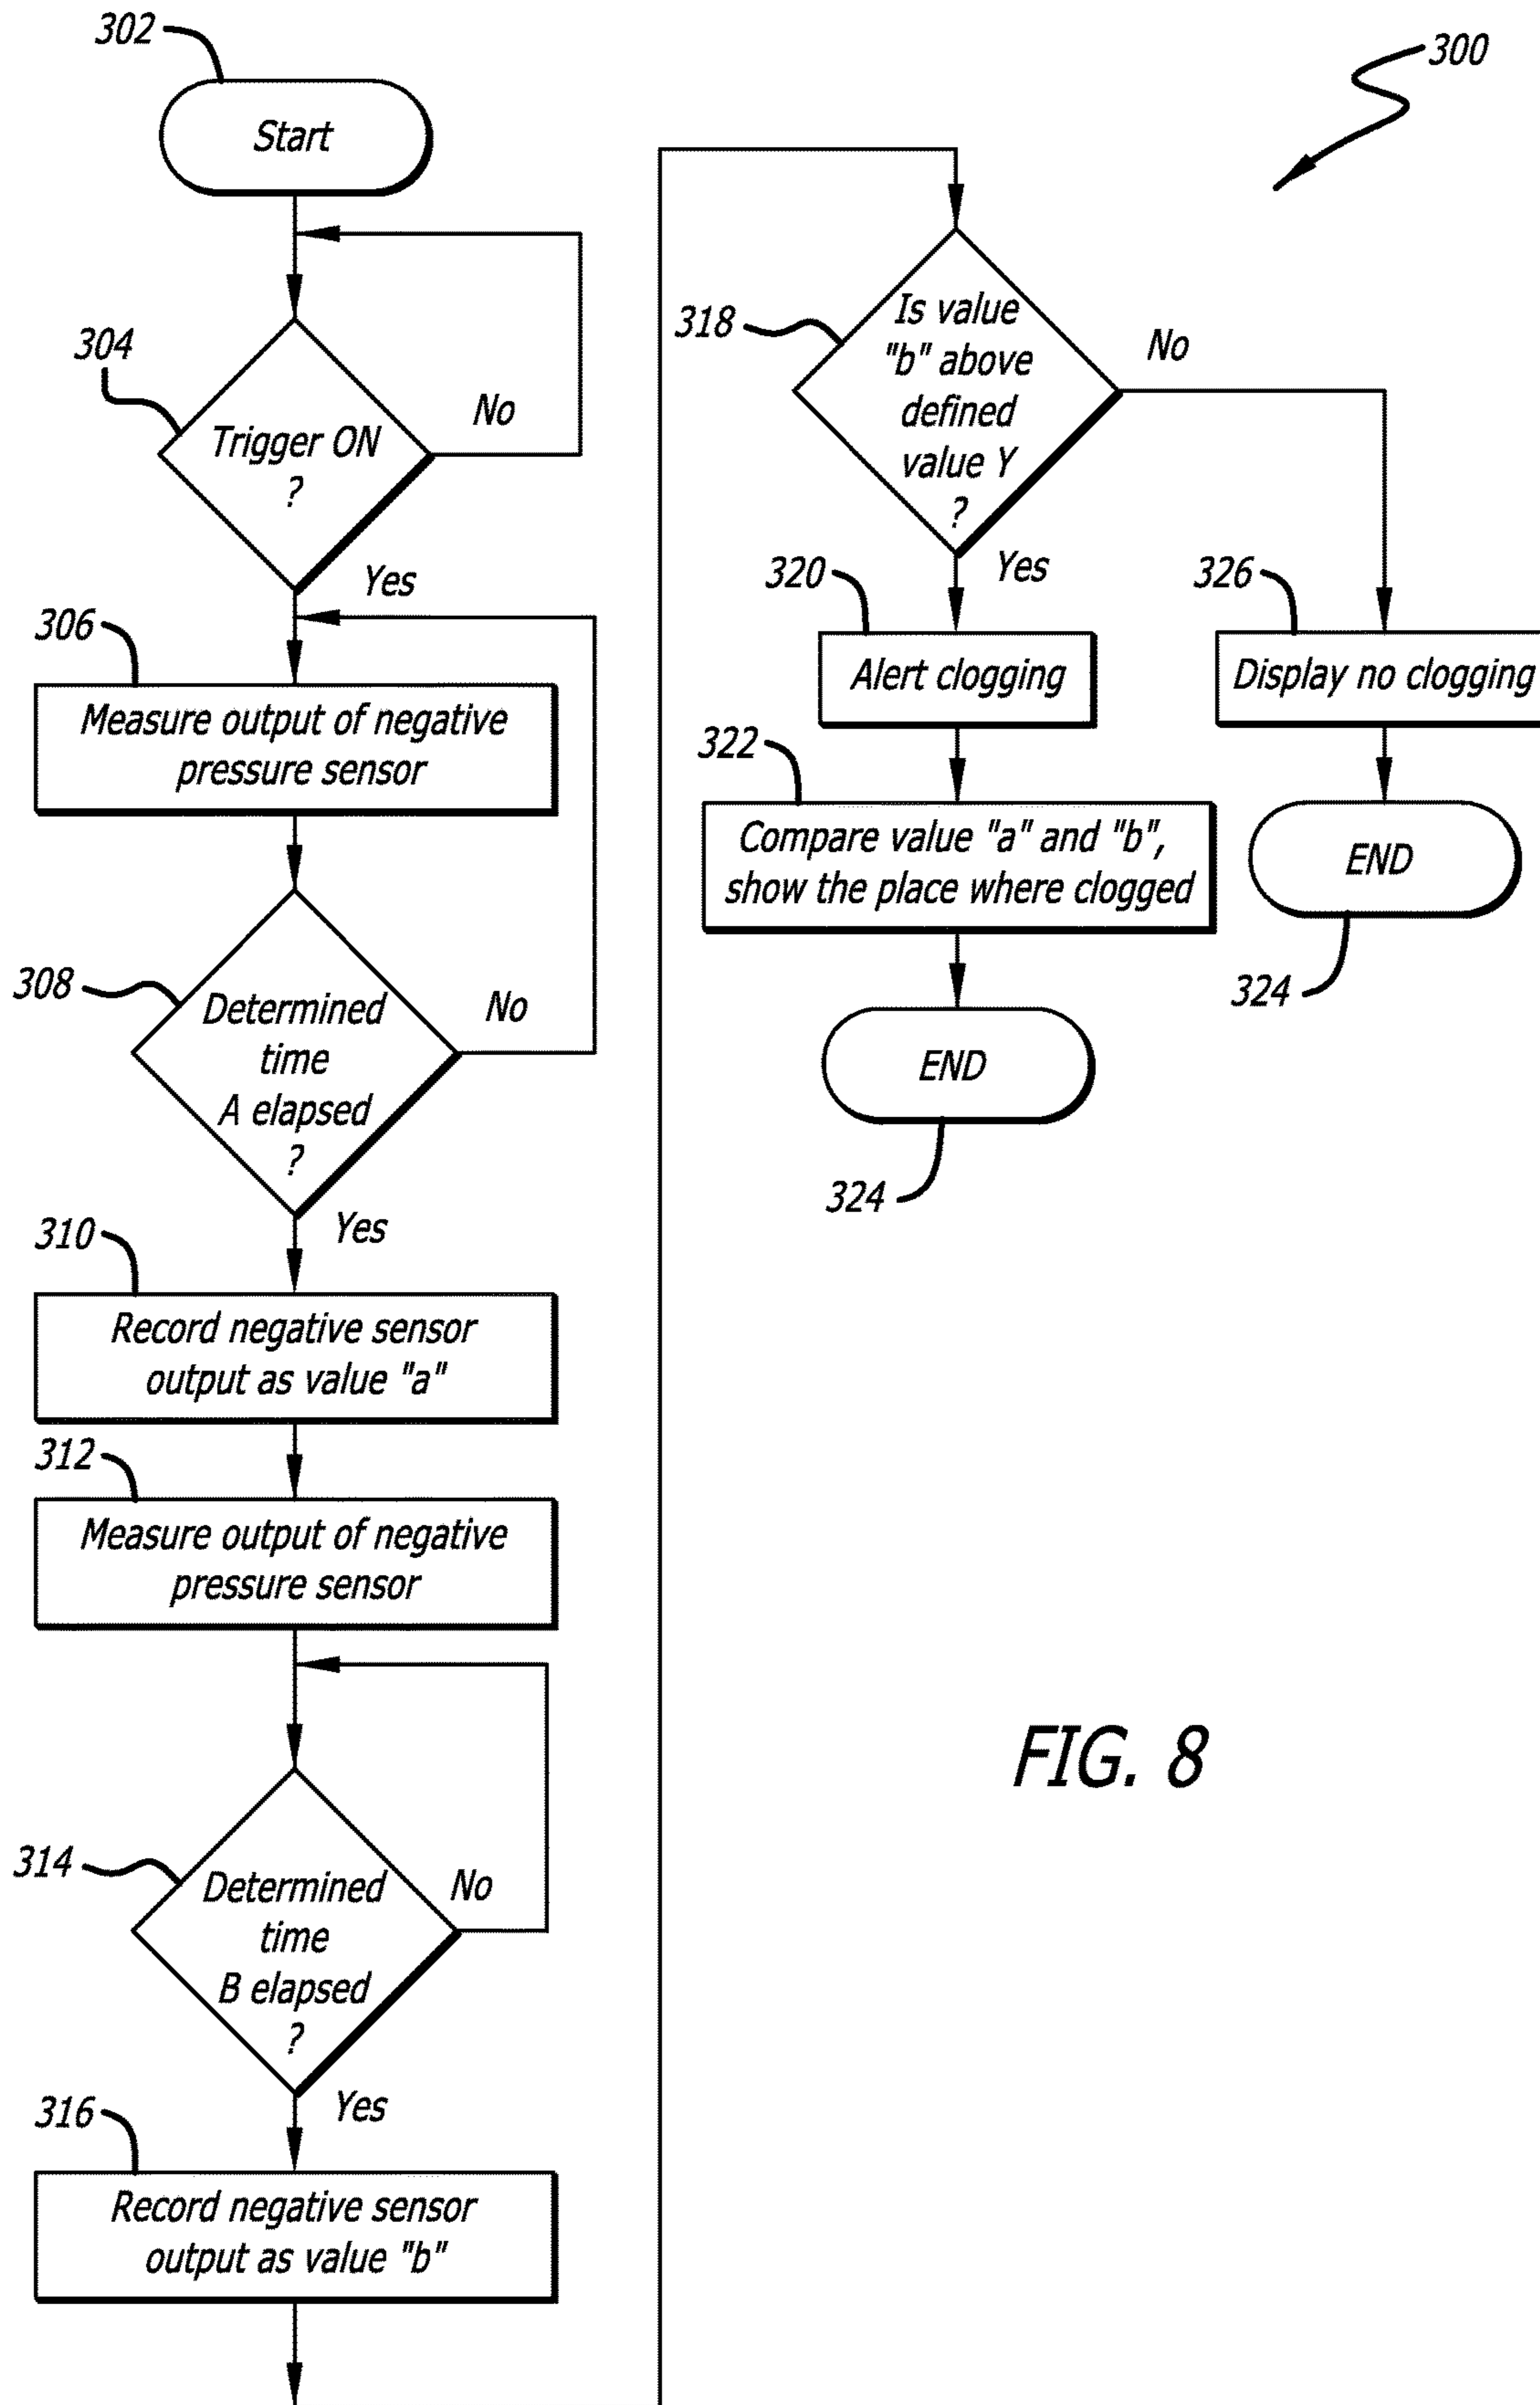 302
Start
304
Trigger ON
?
No
Yes
306
Measure output of negative
pressure sensor
308
Determined
time
A elapsed
?
No
Yes
310
Record negative sensor
output as value "a"
312
Measure output of negative
pressure sensor
314
Determined
time
B elapsed
?
No
Yes
316
Record negative sensor
output as value "b"
300
318
Is value
"b" above
defined
value Y
?
No
Yes
320
Alert clogging
326
Display no clogging
322
Compare value "a" and "b",
show the place where clogged
END
324
END
324
FIG. 8